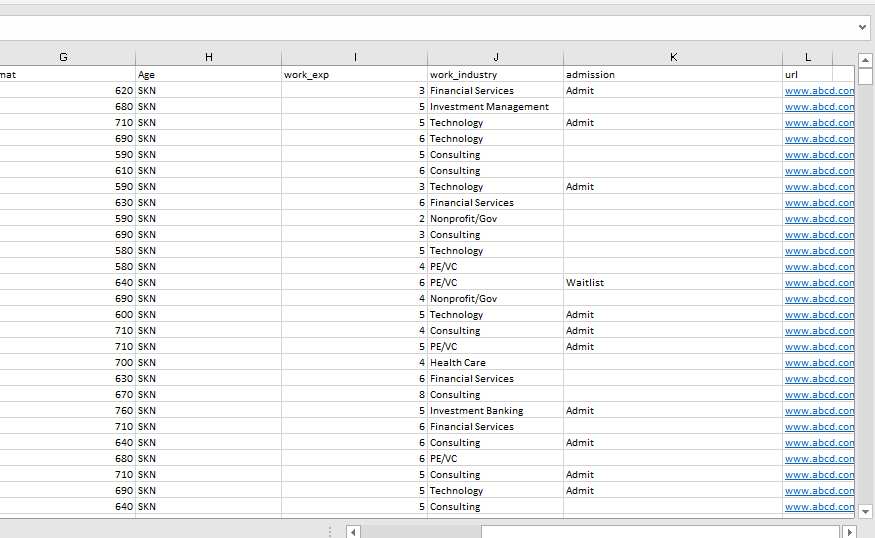 G H I J K L
mat Age work_exp work_industry admission url
620 SKN 3 Financial Services Admit www.abcd.con
680 SKN 5 Investment Management www.abcd.con
710 SKN 5 Technology Admit www.abcd.con
690 SKN 6 Technology www.abcd.con
590 SKN 5 Consulting www.abcd.con
610 SKN 6 Consulting www.abcd.con
590 SKN 3 Technology Admit www.abcd.con
630 SKN 6 Financial Services www.abcd.con
590 SKN 2 Nonprofit/Gov www.abcd.con
690 SKN 3 Consulting www.abcd.con
580 SKN 5 Technology www.abcd.con
580 SKN 4 PE/VC www.abcd.con
640 SKN 6 PE/VC Waitlist www.abcd.con
690 SKN 4 Nonprofit/Gov www.abcd.con
600 SKN 5 Technology Admit www.abcd.con
710 SKN 4 Consulting Admit www.abcd.con
710 SKN 5 PE/VC Admit www.abcd.con
700 SKN 4 Health Care www.abcd.con
630 SKN 6 Financial Services www.abcd.con
670 SKN 8 Consulting www.abcd.con
760 SKN 5 Investment Banking Admit www.abcd.con
710 SKN 6 Financial Services www.abcd.con
640 SKN 6 Consulting Admit www.abcd.con
680 SKN 6 PE/VC www.abcd.con
710 SKN 5 Consulting Admit www.abcd.con
690 SKN 5 Technology Admit www.abcd.con
640 SKN 5 Consulting www.abcd.con